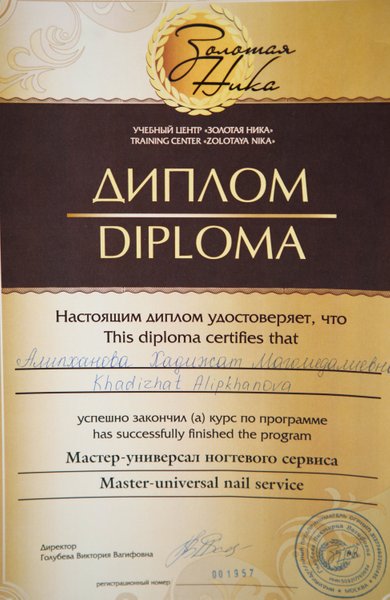 Золотая
Ника
УЧЕБНЫЙ ЦЕНТР «ЗОЛОТАЯ НИКА»
TRAINING CENTER «ZOLOTAYA NIKA»
ДИПЛОМ
DIPLOMA
Настоящим диплом удостоверяет, что
This diploma certifies that
Алипханова Хадижат Магомедалиевна
Khadizhat Alipkhanova
успешно закончил (а) курс по программе
has successfully finished the program
Мастер-универсал ногтевого сервиса
Master-universal nail service
Директор
Голубева Виктория Вагифовна
регистрационный номер 001957